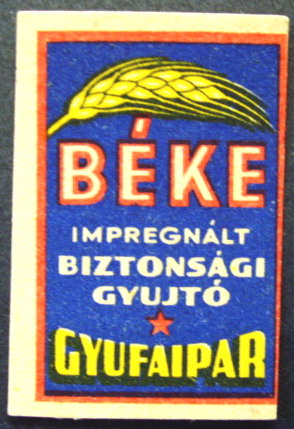 BÉKE
IMPREGNÁLT
BIZTONSÁGI
GYUJTÓ
GYUFAIPAR